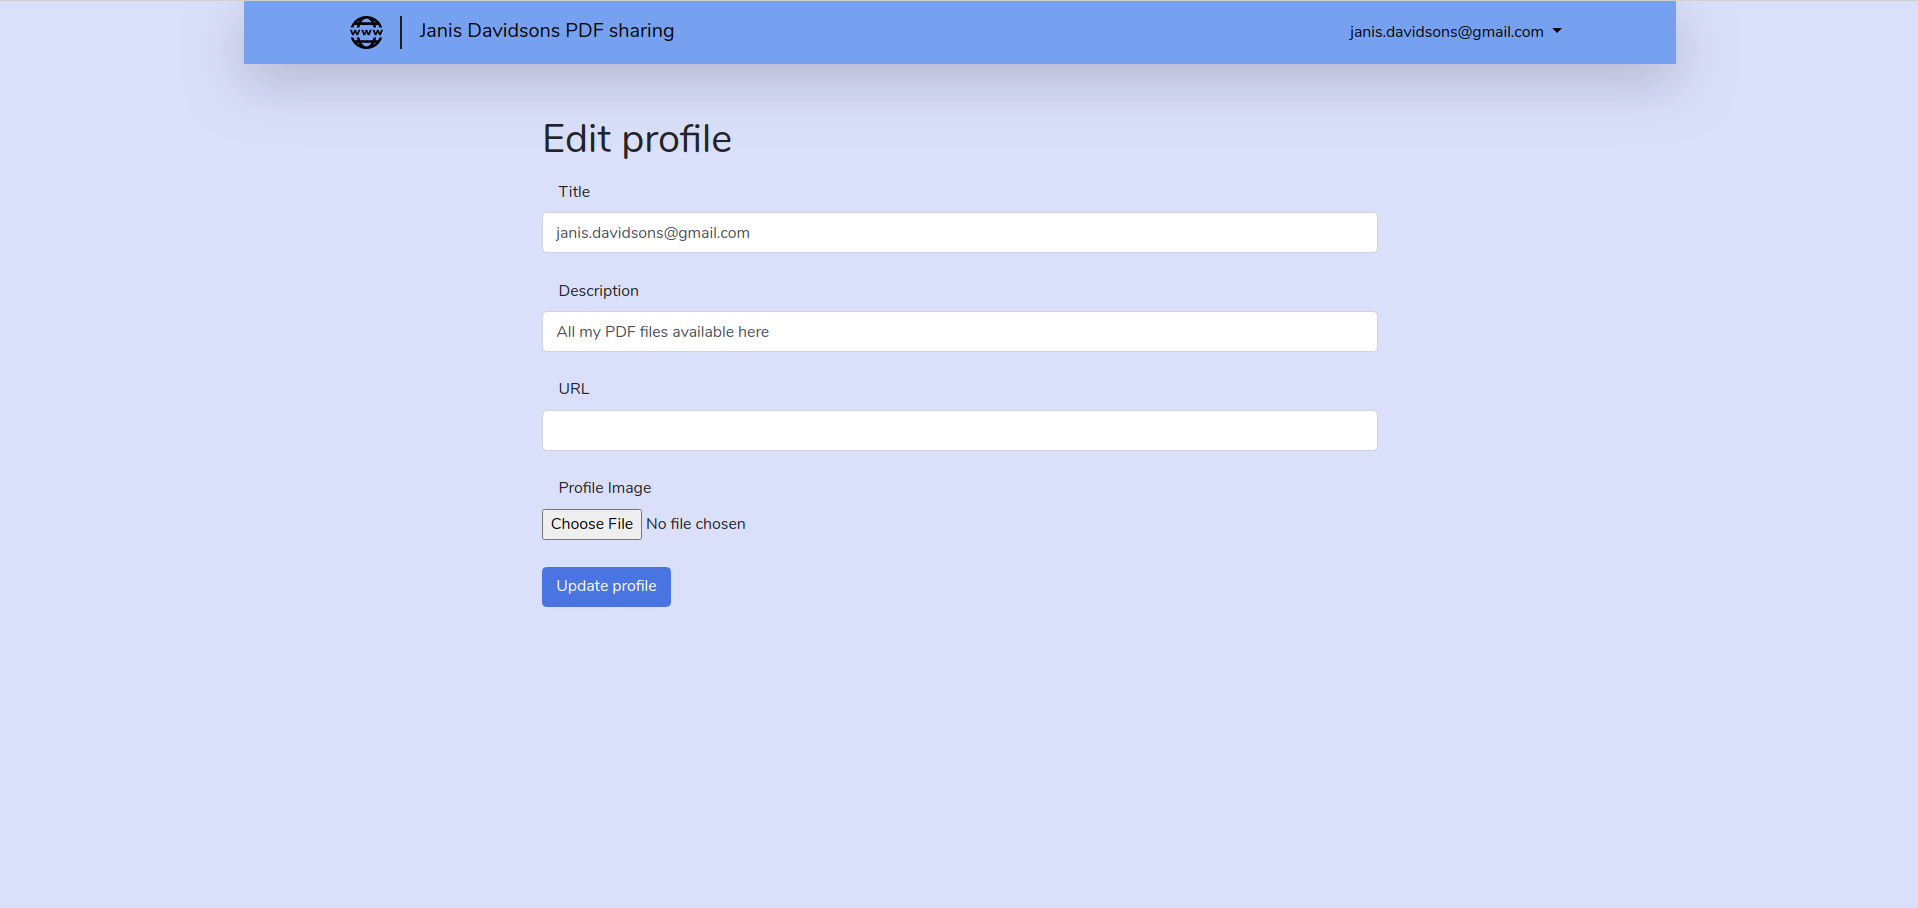 WWW
Janis Davidsons PDF sharing
janis.davidsons@gmail.com
Edit profile
Title
janis.davidsons@gmail.com
Description
All my PDF files available here
URL
Profile Image
Choose File No file chosen
Update profile